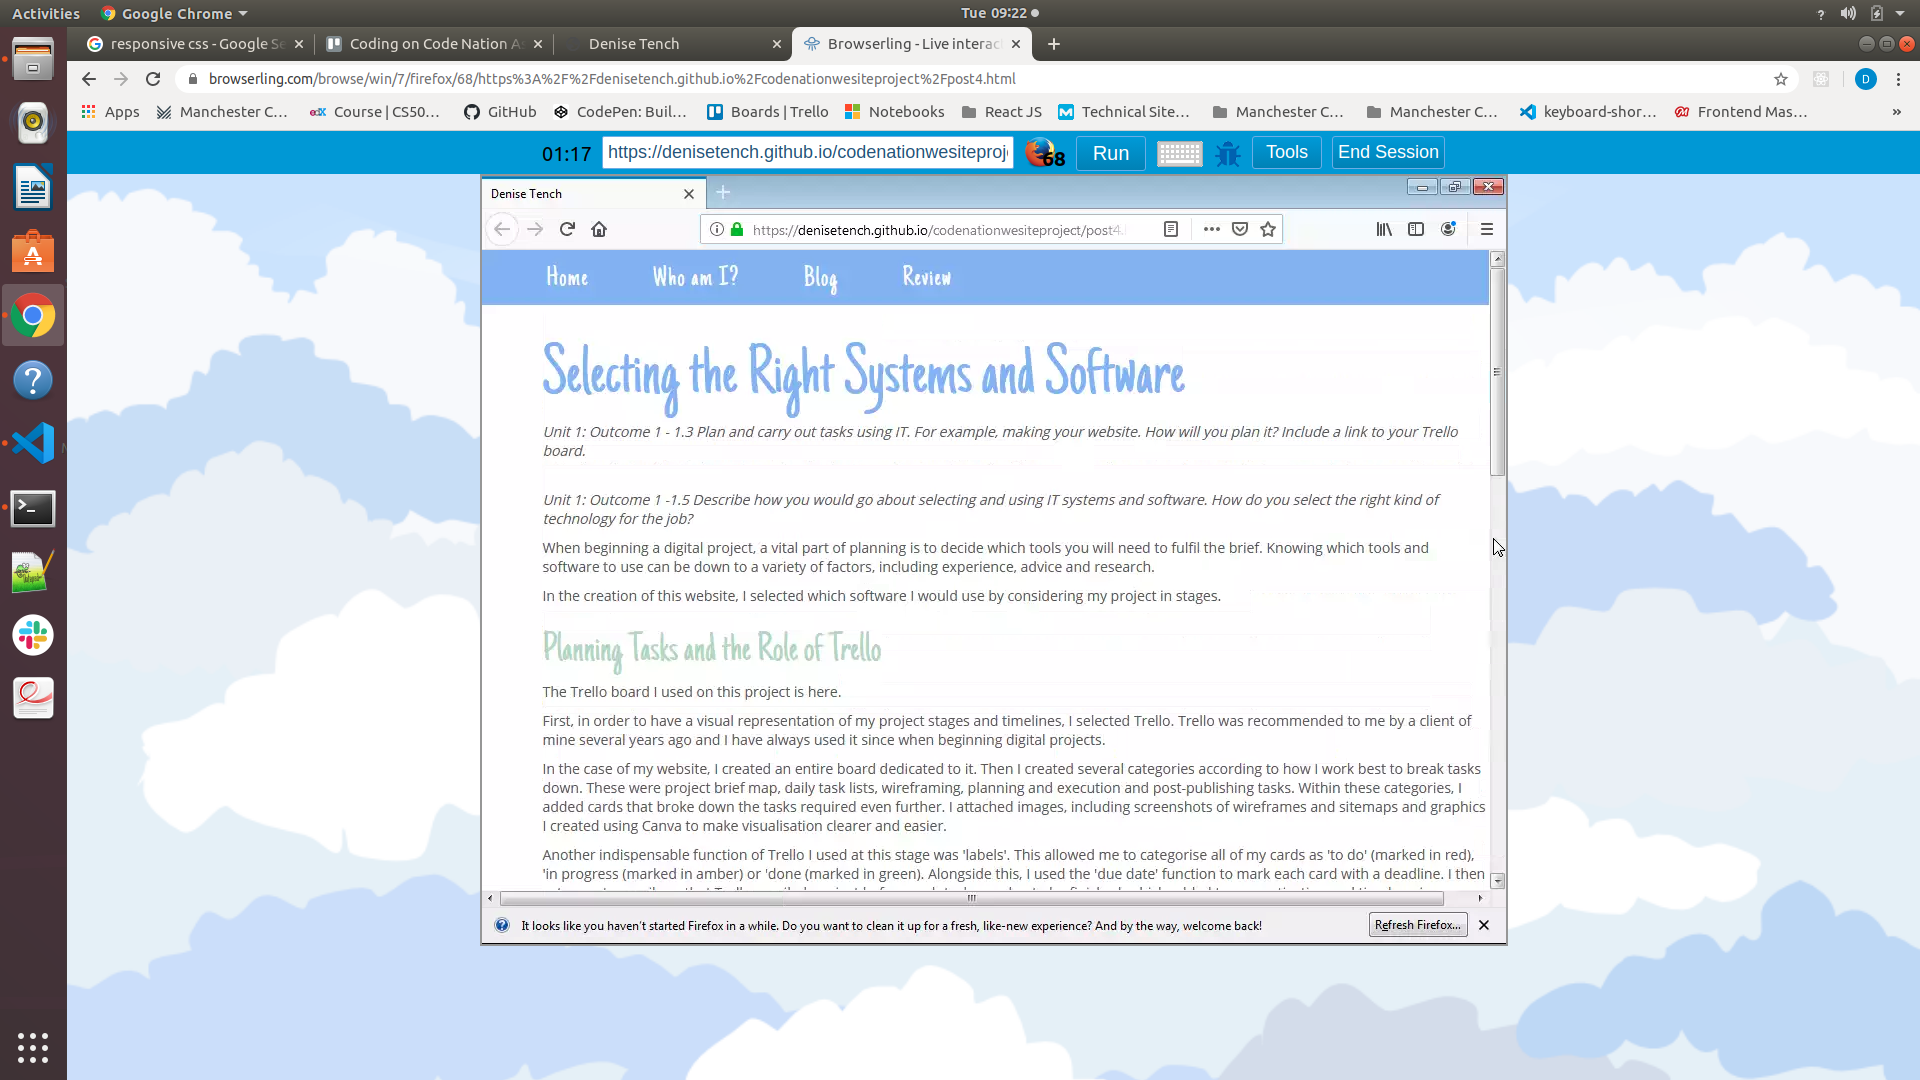 Activities Google Chrome Tue 09:22
responsive css - Google Se Coding on Code Nation As Denise Tench Browserling - Live interac
browserling.com/browse/win/7/firefox/68/https%3A%2F%2Fdenisetench.github.io%2Fcodenationwesiteproject%2Fpost4.html D
Apps Manchester C... Course | CS50... GitHub CodePen: Buil... Boards | Trello Notebooks React JS Technical Site... Manchester C... Manchester C... keyboard-shor... Frontend Mas... »
01:17 https://denisetench.github.io/codenationwesiteproj 68 Run Tools End Session
Denise Tench
https://denisetench.github.io/codenationwesiteproject/post4.
Home Who am I? Blog Review
Selecting the Right Systems and Software
Unit 1: Outcome 1 - 1.3 Plan and carry out tasks using IT. For example, making your website. How will you plan it? Include a link to your Trello
board.
Unit 1: Outcome 1 -1.5 Describe how you would go about selecting and using IT systems and software. How do you select the right kind of
technology for the job?
When beginning a digital project, a vital part of planning is to decide which tools you will need to fulfil the brief. Knowing which tools and
software to use can be down to a variety of factors, including experience, advice and research.
In the creation of this website, I selected which software I would use by considering my project in stages.
Planning Tasks and the Role of Trello
The Trello board I used on this project is here.
First, in order to have a visual representation of my project stages and timelines, I selected Trello. Trello was recommended to me by a client of
mine several years ago and I have always used it since when beginning digital projects.
In the case of my website, I created an entire board dedicated to it. Then I created several categories according to how I work best to break tasks
down. These were project brief map, daily task lists, wireframing, planning and execution and post-publishing tasks. Within these categories, I
added cards that broke down the tasks required even further. I attached images, including screenshots of wireframes and sitemaps and graphics
I created using Canva to make visualisation clearer and easier.
Another indispensable function of Trello I used at this stage was 'labels'. This allowed me to categorise all of my cards as 'to do' (marked in red),
'in progress (marked in amber) or 'done (marked in green). Alongside this, I used the 'due date' function to mark each card with a deadline. I then
It looks like you haven't started Firefox in a while. Do you want to clean it up for a fresh, like-new experience? And by the way, welcome back! Refresh Firefox...